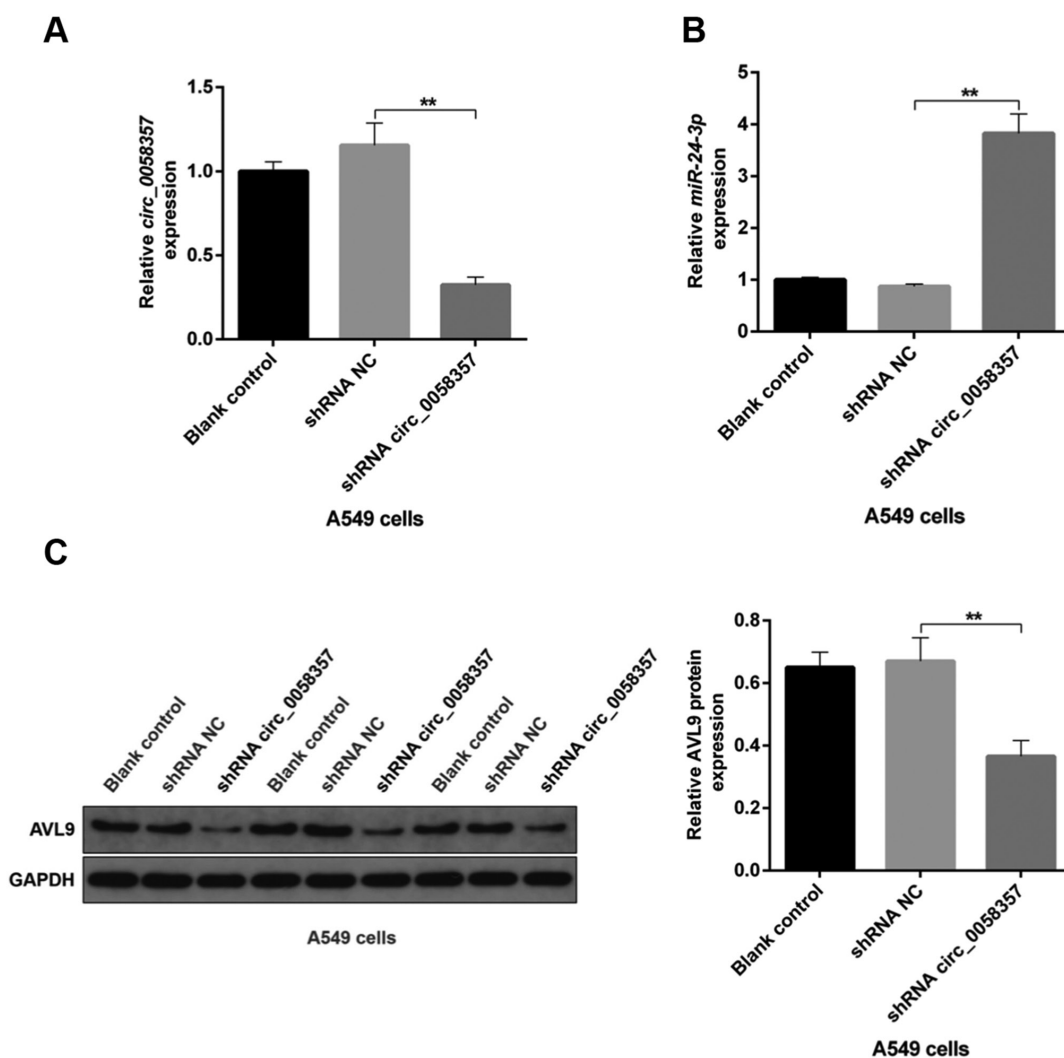 A
Relative circ_0058357
expression
1.5
1.0
0.5
0.0
**
Blank control
shRNA NC
shRNA circ_0058357
A549 cells
B
Relative miR-24-3p
expression
5
4
3
2
1
0
**
Blank control
shRNA NC
shRNA circ_0058357
A549 cells
C
Blank control
shRNA NC
shRNA circ_0058357
Blank control
shRNA NC
shRNA circ_0058357
Blank control
shRNA NC
shRNA circ_0058357
AVL9
GAPDH
A549 cells
Relative AVL9 protein
expression
0.8
0.6
0.4
0.2
0.0
**
Blank control
shRNA NC
shRNA circ_0058357
A549 cells